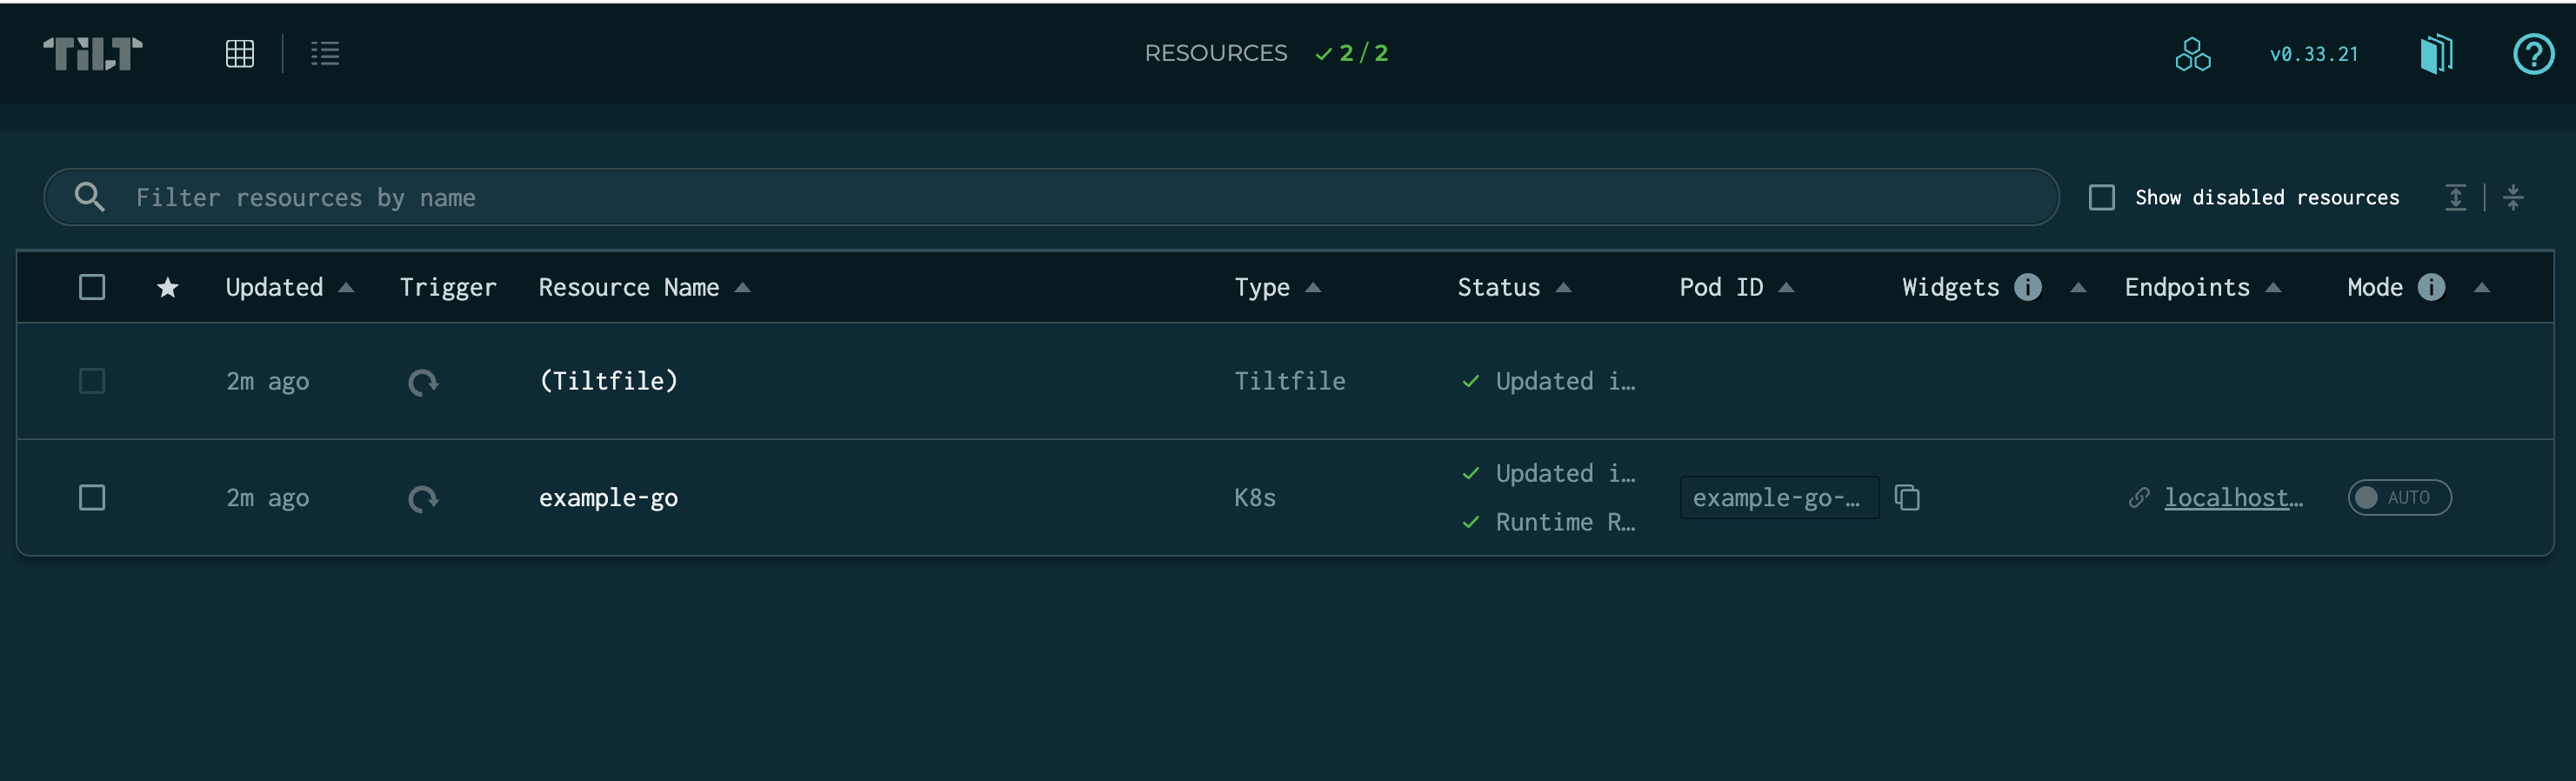 TILT
RESOURCES 2/2
v0.33.21
?
Filter resources by name
Show disabled resources
Updated Trigger Resource Name Type Status Pod ID Widgets i Endpoints Mode i
2m ago (Tiltfile) Tiltfile Updated i…
2m ago example-go K8s Updated i… example-go-… localhost… AUTO
Runtime R…